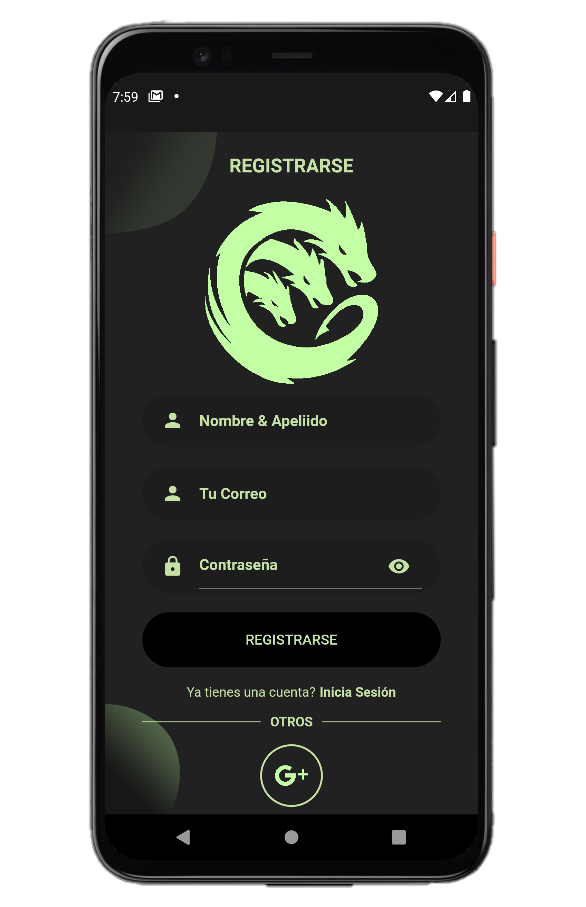 7:59
REGISTRARSE
Nombre & Apeliido
Tu Correo
Contraseña
REGISTRARSE
Ya tienes una cuenta? Inicia Sesión
OTROS
G+